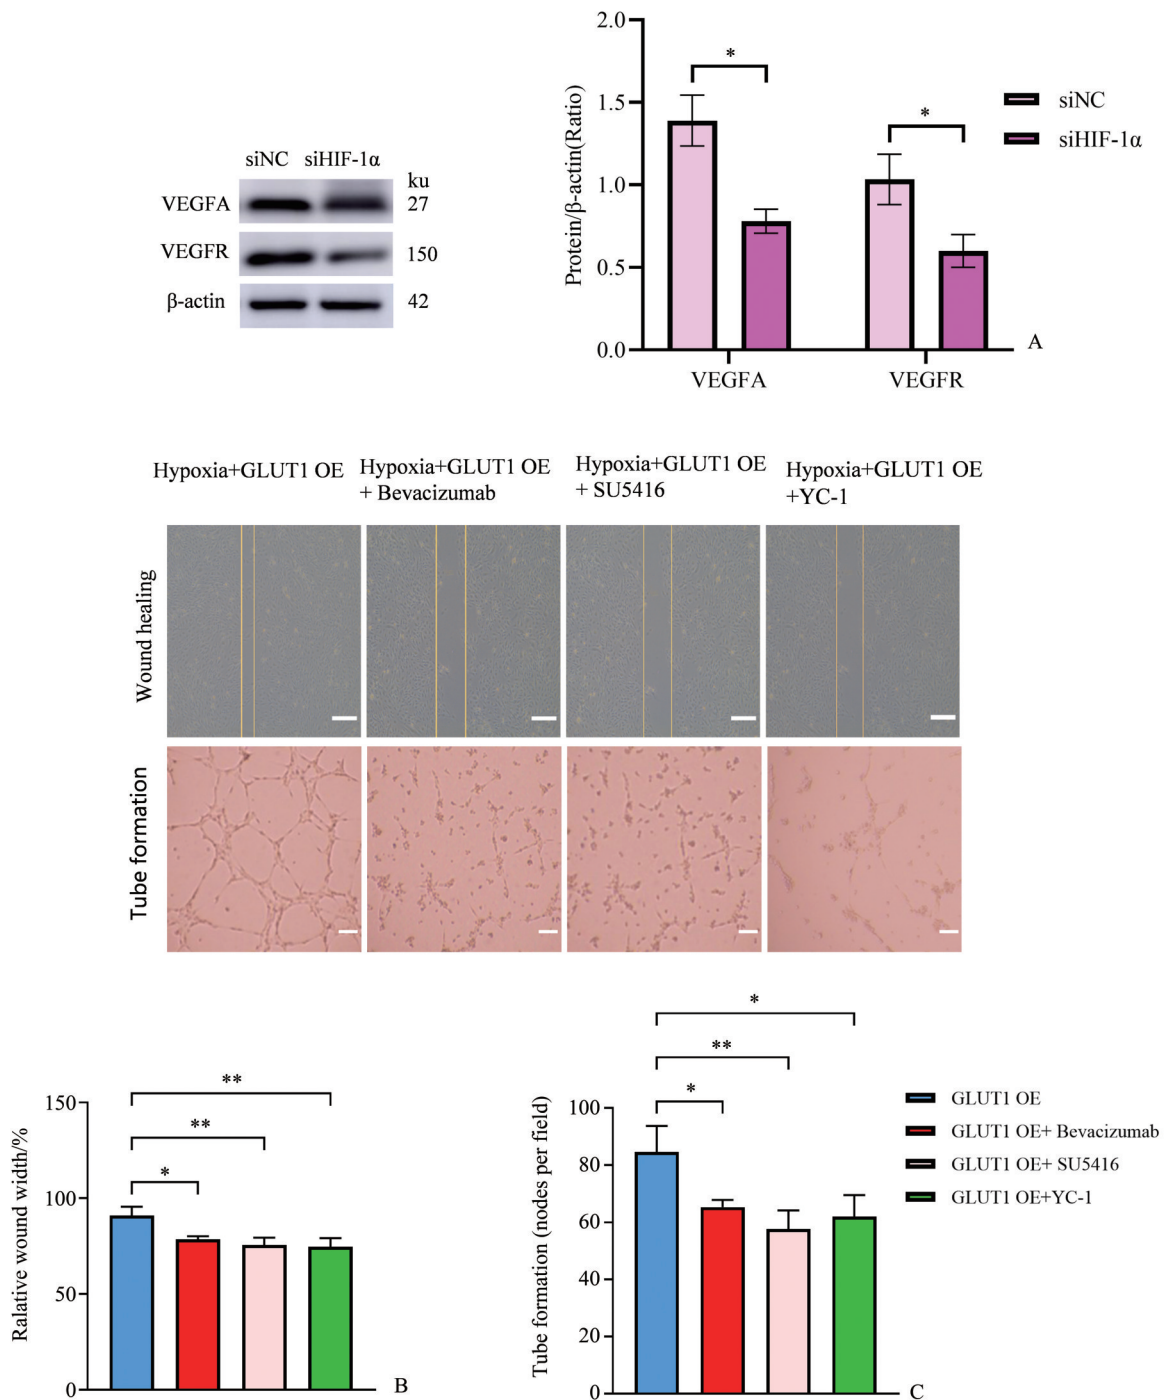 siNC siHIF-1α
ku
VEGFA 27
VEGFR 150
β-actin 42
Protein/β-actin(Ratio)
2.0
1.5
1.0
0.5
0.0
*
*
VEGFA VEGFR
siNC
siHIF-1α
A
Hypoxia+GLUT1 OE
Hypoxia+GLUT1 OE
+ Bevacizumab
Hypoxia+GLUT1 OE
+ SU5416
Hypoxia+GLUT1 OE
+YC-1
Wound healing
Tube formation
Ralative wound width/%
150
100
50
0
**
**
*
B
Tube formation (nodes per field)
100
80
60
40
20
0
*
**
*
GLUT1 OE
GLUT1 OE+ Bevacizumab
GLUT1 OE+ SU5416
GLUT1 OE+YC-1
C